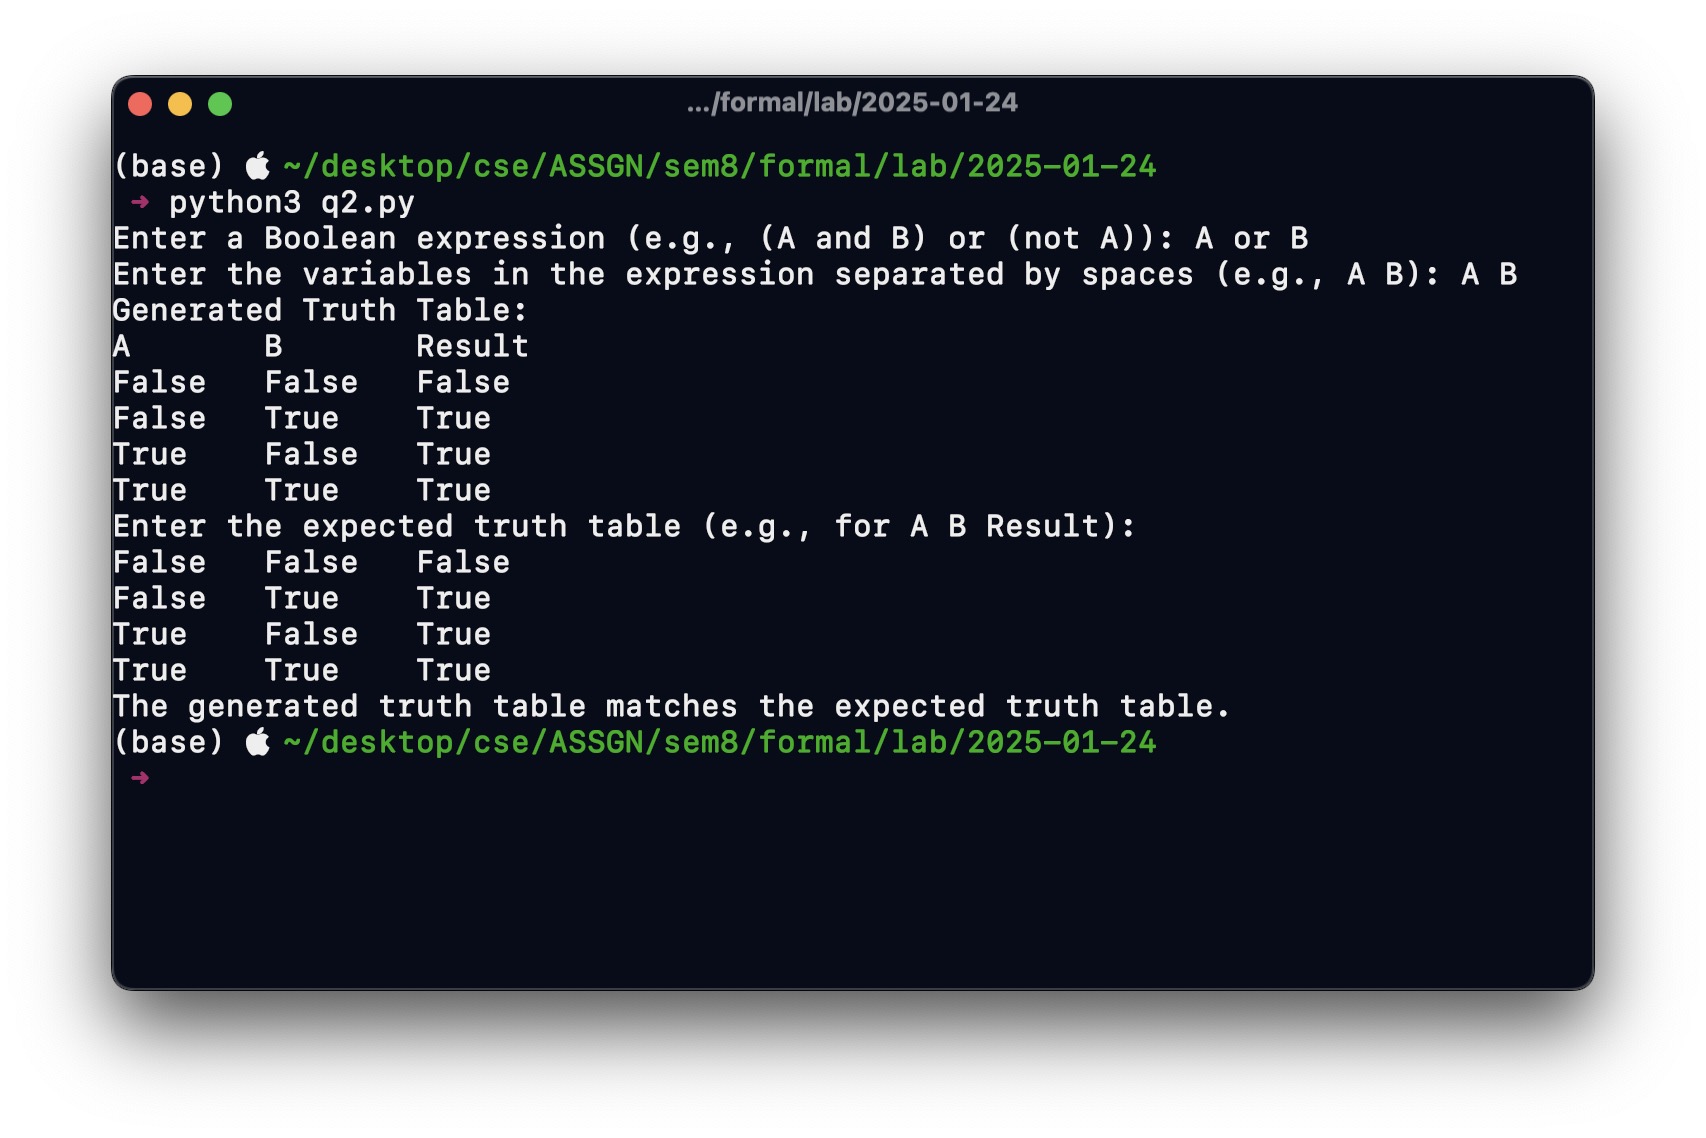 .../formal/lab/2025-01-24
(base)  ~/desktop/cse/ASSGN/sem8/formal/lab/2025-01-24
➜ python3 q2.py
Enter a Boolean expression (e.g., (A and B) or (not A)): A or B
Enter the variables in the expression separated by spaces (e.g., A B): A B
Generated Truth Table:
A       B       Result
False   False   False
False   True    True
True    False   True
True    True    True
Enter the expected truth table (e.g., for A B Result):
False   False   False
False   True    True
True    False   True
True    True    True
The generated truth table matches the expected truth table.
(base)  ~/desktop/cse/ASSGN/sem8/formal/lab/2025-01-24
➜